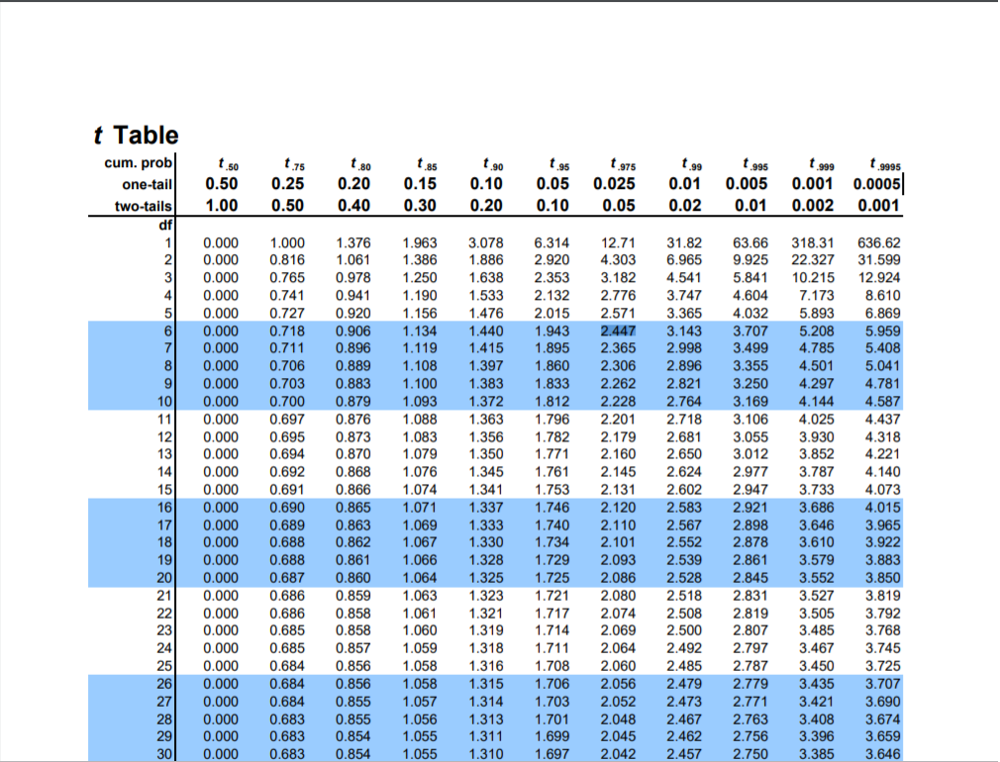 t Table
cum. prob t .50 t .75 t .80 t .85 t .90 t .95 t .975 t .99 t .995 t .999 t .9995
one-tail 0.50 0.25 0.20 0.15 0.10 0.05 0.025 0.01 0.005 0.001 0.0005
two-tails 1.00 0.50 0.40 0.30 0.20 0.10 0.05 0.02 0.01 0.002 0.001
df
1 0.000 1.000 1.376 1.963 3.078 6.314 12.71 31.82 63.66 318.31 636.62
2 0.000 0.816 1.061 1.386 1.886 2.920 4.303 6.965 9.925 22.327 31.599
3 0.000 0.765 0.978 1.250 1.638 2.353 3.182 4.541 5.841 10.215 12.924
4 0.000 0.741 0.941 1.190 1.533 2.132 2.776 3.747 4.604 7.173 8.610
5 0.000 0.727 0.920 1.156 1.476 2.015 2.571 3.365 4.032 5.893 6.869
6 0.000 0.718 0.906 1.134 1.440 1.943 2.447 3.143 3.707 5.208 5.959
7 0.000 0.711 0.896 1.119 1.415 1.895 2.365 2.998 3.499 4.785 5.408
8 0.000 0.706 0.889 1.108 1.397 1.860 2.306 2.896 3.355 4.501 5.041
9 0.000 0.703 0.883 1.100 1.383 1.833 2.262 2.821 3.250 4.297 4.781
10 0.000 0.700 0.879 1.093 1.372 1.812 2.228 2.764 3.169 4.144 4.587
11 0.000 0.697 0.876 1.088 1.363 1.796 2.201 2.718 3.106 4.025 4.437
12 0.000 0.695 0.873 1.083 1.356 1.782 2.179 2.681 3.055 3.930 4.318
13 0.000 0.694 0.870 1.079 1.350 1.771 2.160 2.650 3.012 3.852 4.221
14 0.000 0.692 0.868 1.076 1.345 1.761 2.145 2.624 2.977 3.787 4.140
15 0.000 0.691 0.866 1.074 1.341 1.753 2.131 2.602 2.947 3.733 4.073
16 0.000 0.690 0.865 1.071 1.337 1.746 2.120 2.583 2.921 3.686 4.015
17 0.000 0.689 0.863 1.069 1.333 1.740 2.110 2.567 2.898 3.646 3.965
18 0.000 0.688 0.862 1.067 1.330 1.734 2.101 2.552 2.878 3.610 3.922
19 0.000 0.688 0.861 1.066 1.328 1.729 2.093 2.539 2.861 3.579 3.883
20 0.000 0.687 0.860 1.064 1.325 1.725 2.086 2.528 2.845 3.552 3.850
21 0.000 0.686 0.859 1.063 1.323 1.721 2.080 2.518 2.831 3.527 3.819
22 0.000 0.686 0.858 1.061 1.321 1.717 2.074 2.508 2.819 3.505 3.792
23 0.000 0.685 0.858 1.060 1.319 1.714 2.069 2.500 2.807 3.485 3.768
24 0.000 0.685 0.857 1.059 1.318 1.711 2.064 2.492 2.797 3.467 3.745
25 0.000 0.684 0.856 1.058 1.316 1.708 2.060 2.485 2.787 3.450 3.725
26 0.000 0.684 0.856 1.058 1.315 1.706 2.056 2.479 2.779 3.435 3.707
27 0.000 0.684 0.855 1.057 1.314 1.703 2.052 2.473 2.771 3.421 3.690
28 0.000 0.683 0.855 1.056 1.313 1.701 2.048 2.467 2.763 3.408 3.674
29 0.000 0.683 0.854 1.055 1.311 1.699 2.045 2.462 2.756 3.396 3.659
30 0.000 0.683 0.854 1.055 1.310 1.697 2.042 2.457 2.750 3.385 3.646